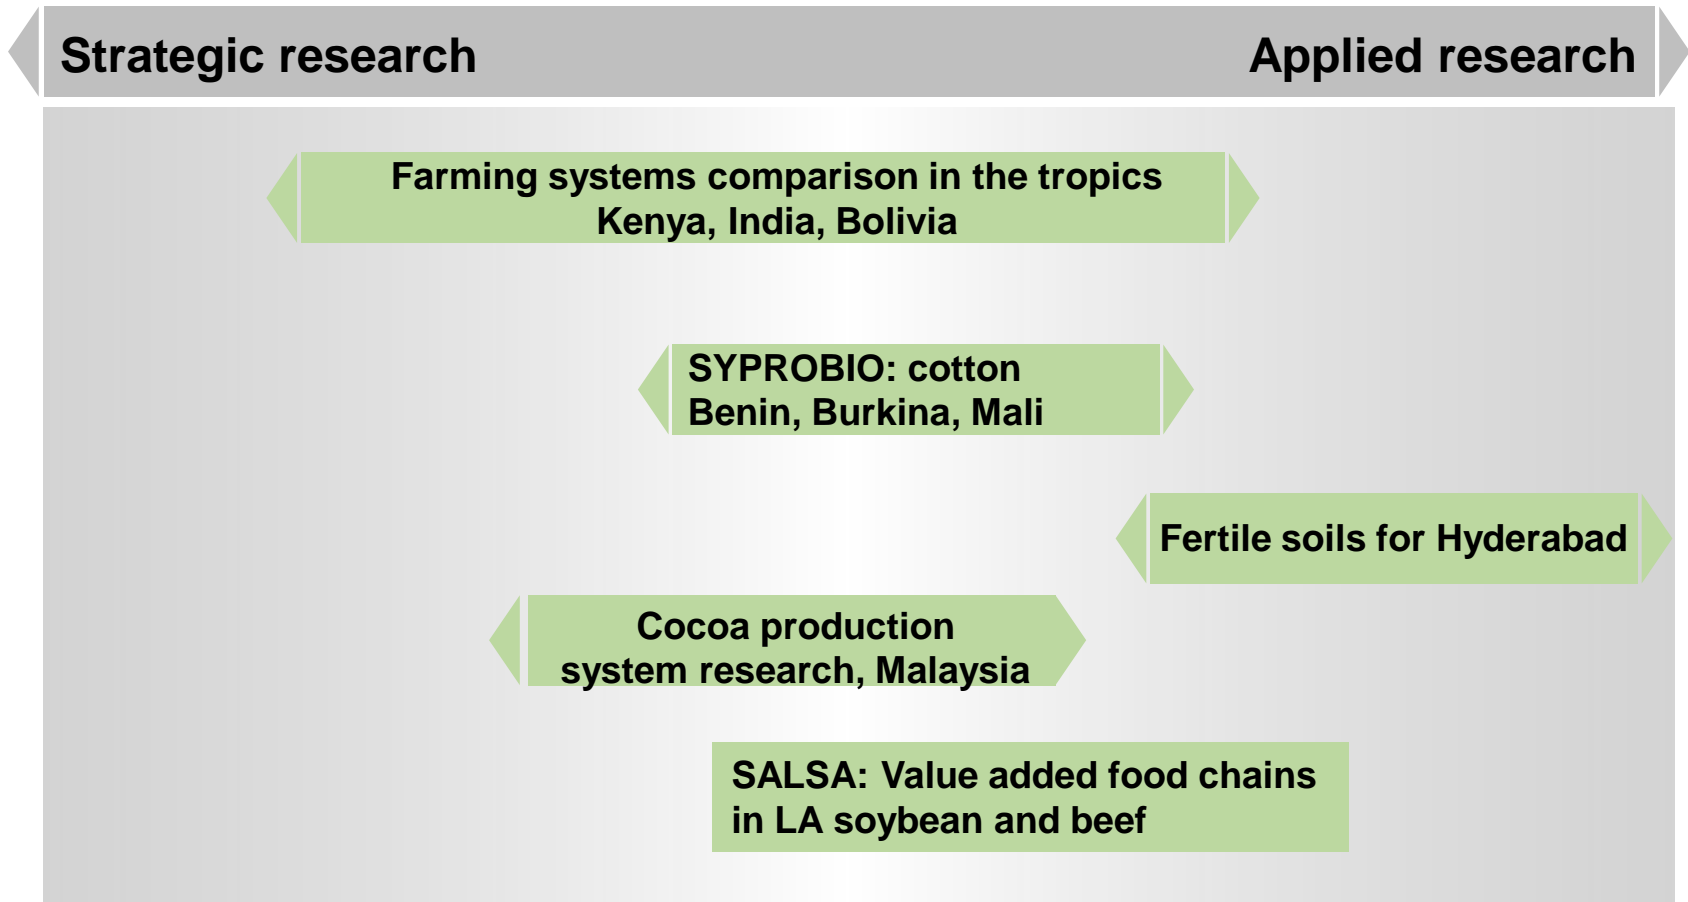 Strategic research Applied research
Farming systems comparison in the tropics
Kenya, India, Bolivia
SYPROBIO: cotton
Benin, Burkina, Mali
Fertile soils for Hyderabad
Cocoa production
system research, Malaysia
SALSA: Value added food chains
in LA soybean and beef